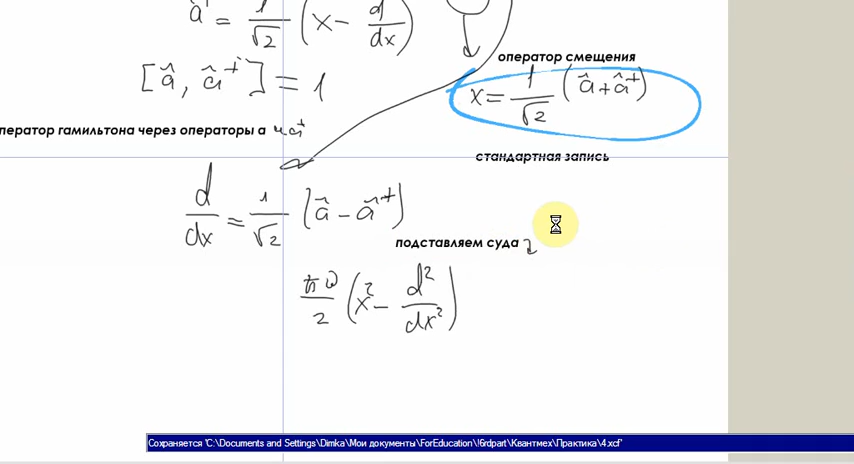 â⁺ = 1/√2 (x − d/dx)
[â, â⁺] = 1
оператор смещения
x = 1/√2 (â + â⁺)
ператор гамильтона через операторы а и a⁺
стандартная запись
d/dx = 1/√2 (â − â⁺)
подставляем суда
ħω/2 (x² − d²/dx²)
Сохраняется 'C:\Documents and Settings\Dimka\Мои документы\ForEducation\!6rdpart\Квантмех\Практика\4.xcf'